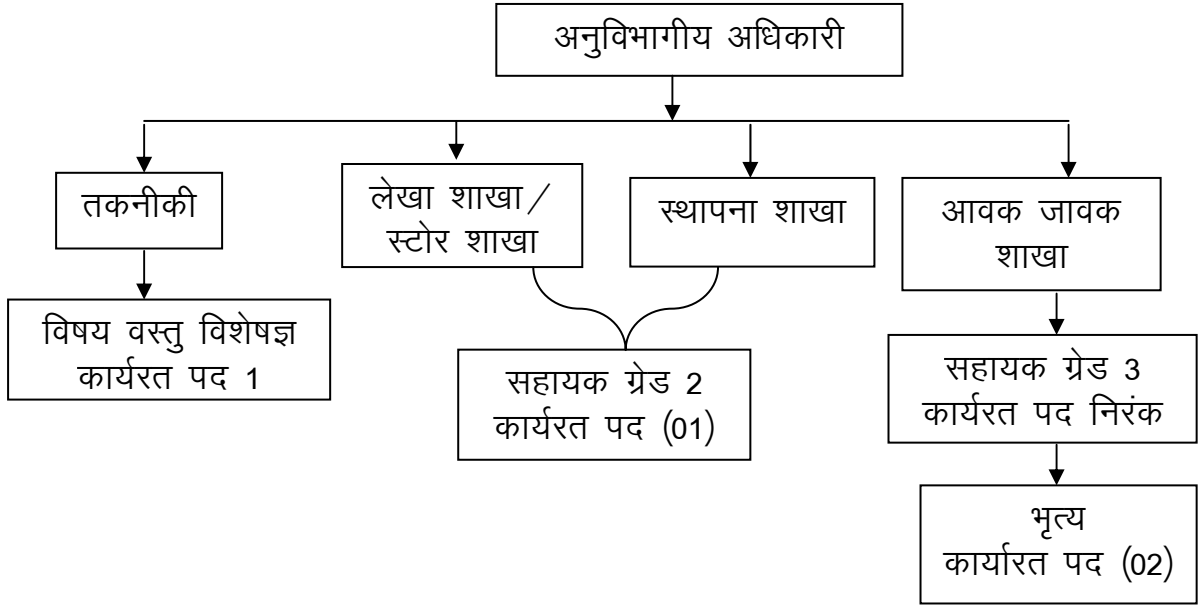 अनुविभागीय अधिकारी
तकनीकी
लेखा शाखा /
स्टोर शाखा
स्थापना शाखा
आवक जावक
शाखा
विषय वस्तु विशेषज्ञ
कार्यरत पद 1
सहायक ग्रेड 2
कार्यरत पद (01)
सहायक ग्रेड 3
कार्यरत पद निरंक
भृत्य
कार्यारत पद (02)